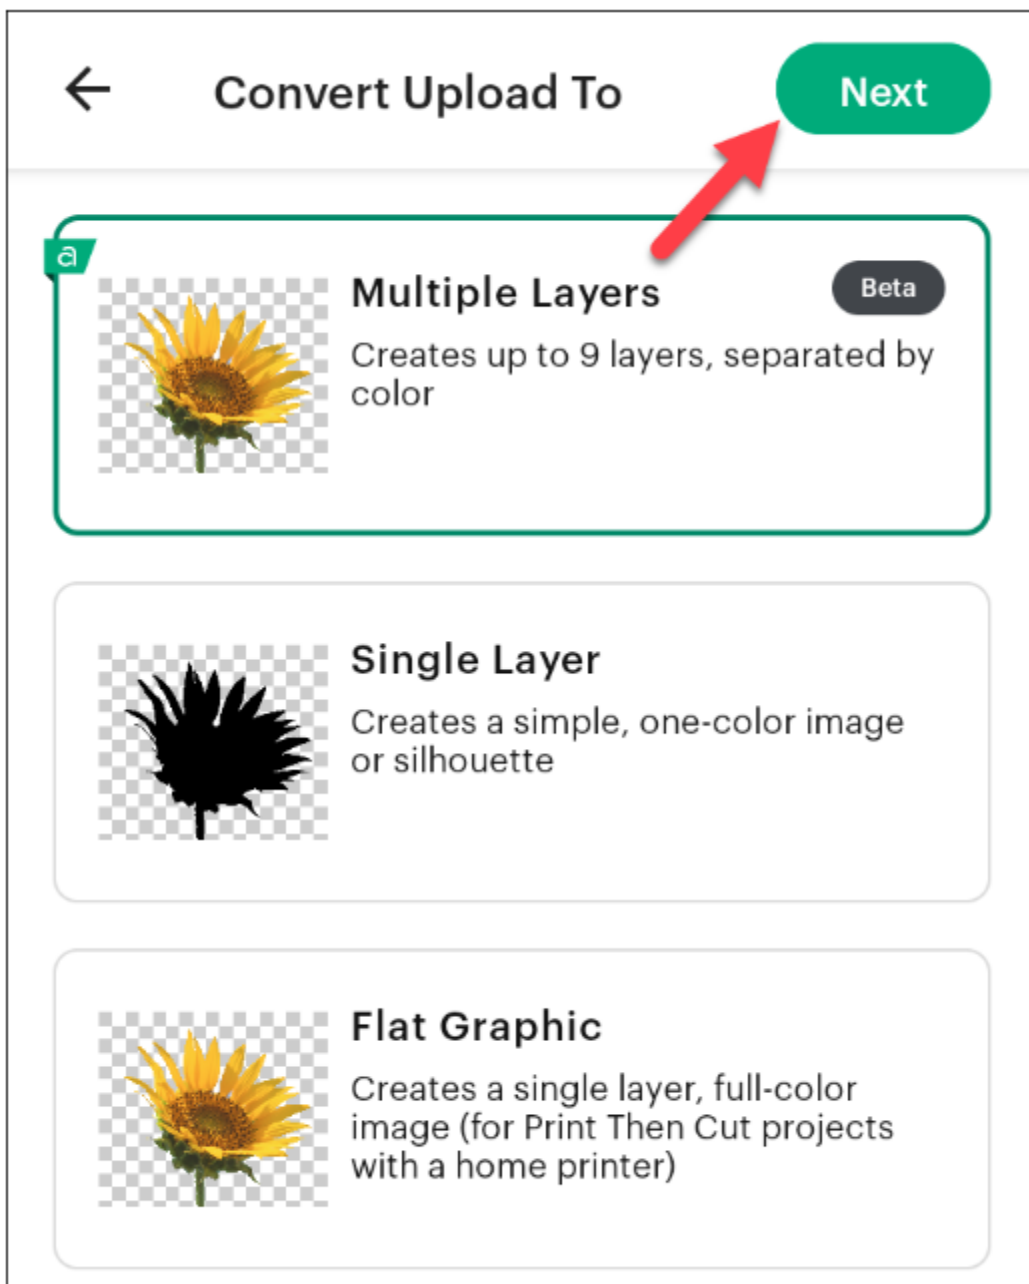 Convert Upload To
Next
a
Multiple Layers
Beta
Creates up to 9 layers, separated by
color
Single Layer
Creates a simple, one-color image
or silhouette
Flat Graphic
Creates a single layer, full-color
image (for Print Then Cut projects
with a home printer)